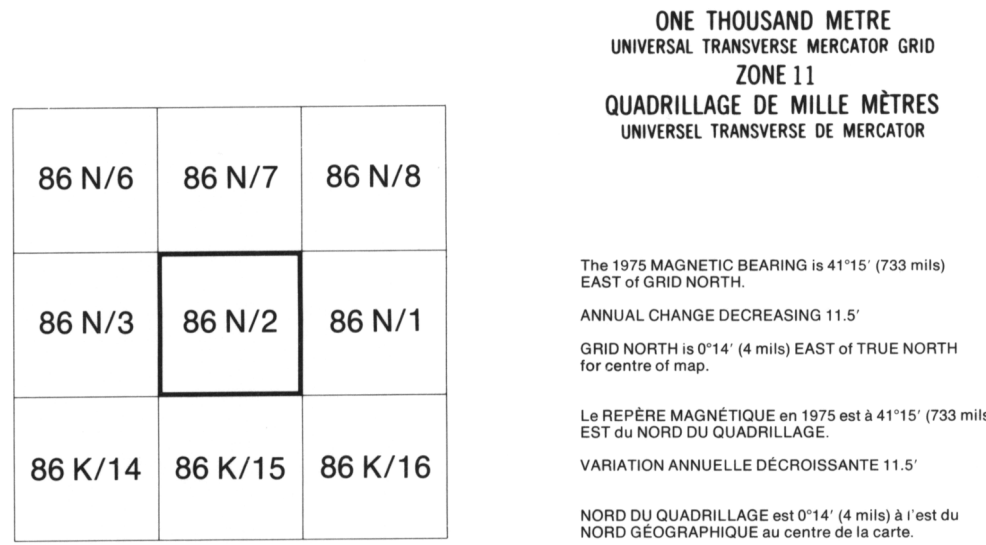 ONE THOUSAND METRE
UNIVERSAL TRANSVERSE MERCATOR GRID
ZONE 11
QUADRILLAGE DE MILLE MÈTRES
UNIVERSEL TRANSVERSE DE MERCATOR
86 N/6 86 N/7 86 N/8
86 N/3 86 N/2 86 N/1
86 K/14 86 K/15 86 K/16
The 1975 MAGNETIC BEARING is 41°15′ (733 mils)
EAST of GRID NORTH.
ANNUAL CHANGE DECREASING 11.5′
GRID NORTH is 0°14′ (4 mils) EAST of TRUE NORTH
for centre of map.
Le REPÈRE MAGNÉTIQUE en 1975 est à 41°15′ (733 mils
EST du NORD DU QUADRILLAGE.
VARIATION ANNUELLE DÉCROISSANTE 11.5′
NORD DU QUADRILLAGE est 0°14′ (4 mils) à l'est du
NORD GÉOGRAPHIQUE au centre de la carte.